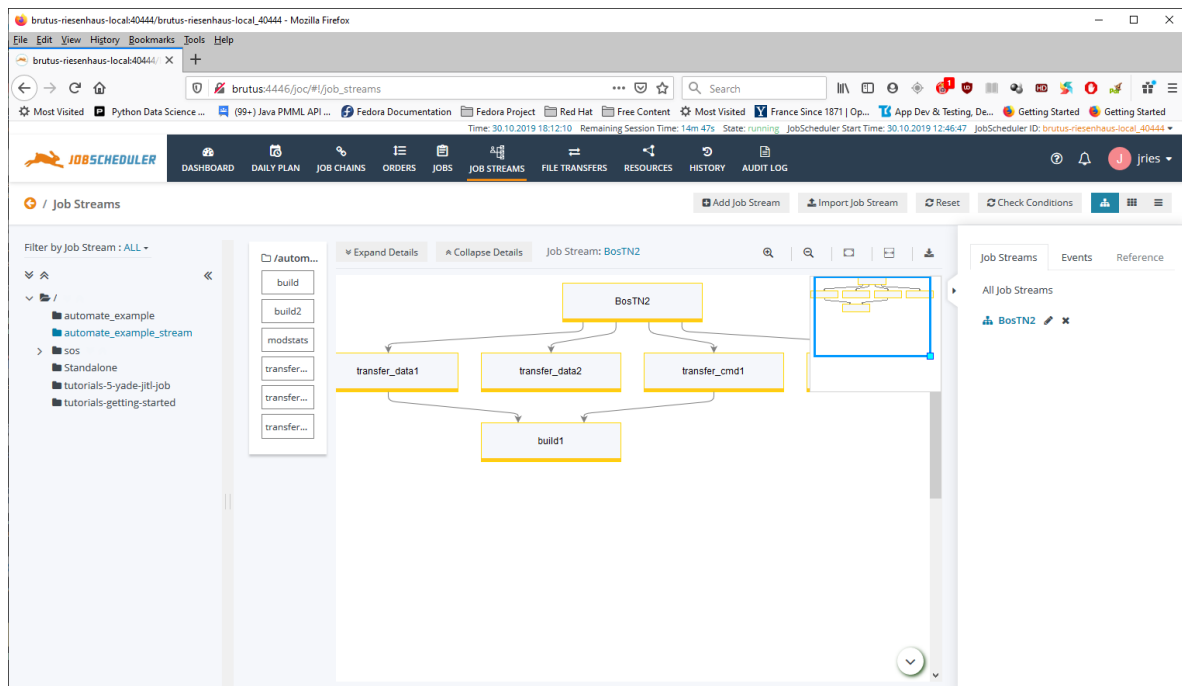 brutus-riesenhaus-local:40444/brutus-riesenhaus-local_40444 - Mozilla Firefox
File Edit View History Bookmarks Tools Help
brutus-riesenhaus-local:40444/
brutus:4446/joc/#!/job_streams
Search
Most Visited Python Data Science ... (99+) Java PMML API ... Fedora Documentation Fedora Project Red Hat Free Content Most Visited France Since 1871 | Op... App Dev & Testing, De... Getting Started Getting Started
Time: 30.10.2019 18:12:10 Remaining Session Time: 14m 47s State: running JobScheduler Start Time: 30.10.2019 12:46:47 JobScheduler ID: brutus-riesenhaus-local_40444
JOBSCHEDULER
DASHBOARD DAILY PLAN JOB CHAINS ORDERS JOBS JOB STREAMS FILE TRANSFERS RESOURCES HISTORY AUDIT LOG
J jries
/ Job Streams
Add Job Stream Import Job Stream Reset Check Conditions
Filter by Job Stream : ALL
/
automate_example
automate_example_stream
sos
Standalone
tutorials-5-yade-jitl-job
tutorials-getting-started
/autom...
build
build2
modstats
transfer...
transfer...
transfer...
Expand Details Collapse Details Job Stream: BosTN2
BosTN2
transfer_data1 transfer_data2 transfer_cmd1
build1
Job Streams Events Reference
All Job Streams
BosTN2